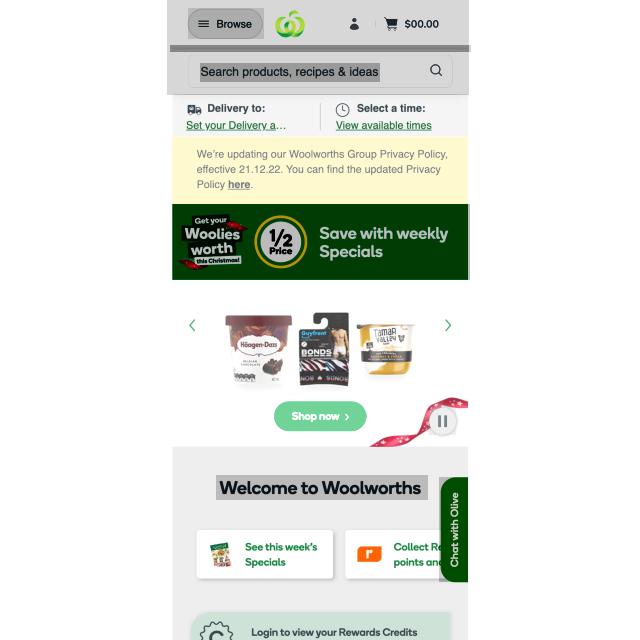 Browse
$00.00
Search products, recipes & ideas
Delivery to:
Select a time:
Set your Delivery a...
View available times
We're updating our Woolworths Group Privacy Policy,
effective 21.12.22. You can find the updated Privacy
Policy here.
Get your
Woolies
worth
this Christmas!
1/2
Price
Save with weekly
Specials
Häagen-Dazs
BELGIAN
CHOCOLATE
Guyfront
BONDS
TAMAR
VALLEY
Shop now
Welcome to Woolworths
See this week's
Specials
Collect Re
points and
Chat with Olive
Login to view your Rewards Credits